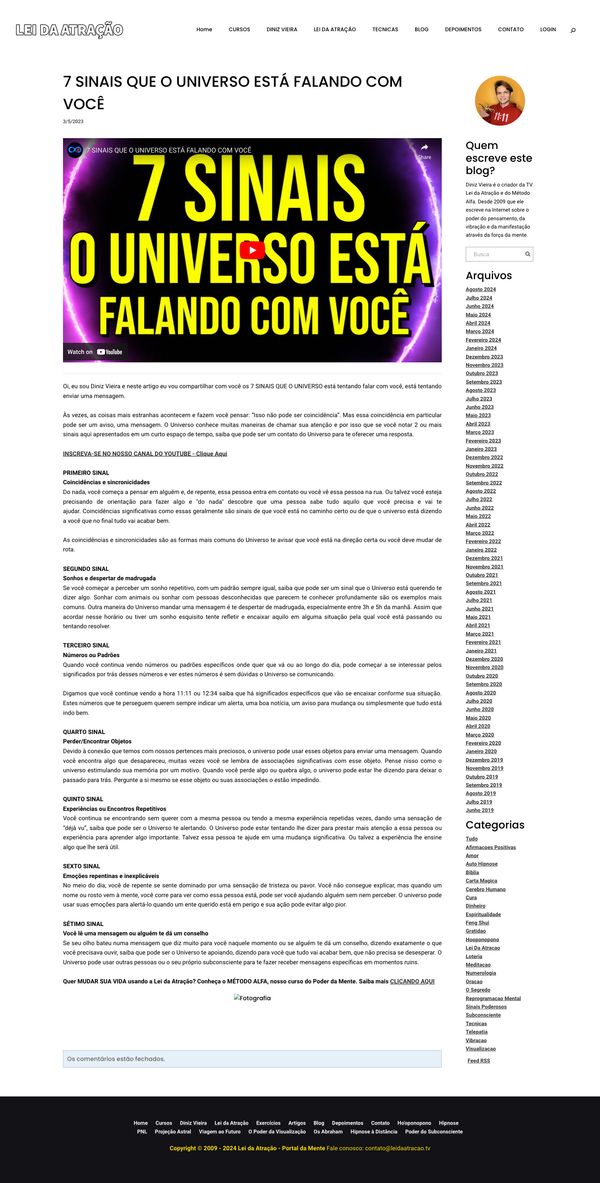 LEI DA ATRAÇÃO
Home CURSOS DINIZ VIEIRA LEI DA ATRAÇÃO TECNICAS BLOG DEPOIMENTOS CONTATO LOGIN
7 SINAIS QUE O UNIVERSO ESTÁ FALANDO COM
VOCÊ
3/5/2023
7 SINAIS QUE O UNIVERSO ESTÁ FALANDO COM VOCÊ
Share
7 SINAIS
O UNIVERSO ESTÁ
FALANDO COM VOCÊ
Watch on YouTube
Oi, eu sou Diniz Vieira e neste artigo eu vou compartilhar com você os 7 SINAIS QUE O UNIVERSO está tentando falar com você, está tentando
enviar uma mensagem.
Às vezes, as coisas mais estranhas acontecem e fazem você pensar: "Isso não pode ser coincidência". Mas essa coincidência em particular
pode ser um aviso, uma mensagem. O Universo conhece muitas maneiras de chamar sua atenção e por isso que se você notar 2 ou mais
sinais aqui apresentados em um curto espaço de tempo, saiba que pode ser um contato do Universo para te oferecer uma resposta.
INSCREVA-SE NO NOSSO CANAL DO YOUTUBE - Clique Aqui
PRIMEIRO SINAL
Coincidências e sincronicidades
Do nada, você começa a pensar em alguém e, de repente, essa pessoa entra em contato ou você vê essa pessoa na rua. Ou talvez você esteja
precisando de orientação para fazer algo e "do nada" descobre que uma pessoa sabe tudo aquilo que você precisa e vai te
ajudar. Coincidências significativas como essas geralmente são sinais de que você está no caminho certo ou de que o universo está dizendo
a você que no final tudo vai acabar bem.
As coincidências e sincronicidades são as formas mais comuns do Universo te avisar que você está na direção certa ou você deve mudar de
rota.
SEGUNDO SINAL
Sonhos e despertar de madrugada
Se você começar a perceber um sonho repetitivo, com um padrão sempre igual, saiba que pode ser um sinal que o Universo está querendo te
dizer algo. Sonhar com animais ou sonhar com pessoas desconhecidas que parecem te conhecer profundamente são os exemplos mais
comuns. Outra maneira do Universo mandar uma mensagem é te despertar de madrugada, especialmente entre 3h e 5h da manhã. Assim que
acordar nesse horário ou tiver um sonho esquisito tente refletir e encaixar aquilo em alguma situação pela qual você está passando ou
tentando resolver.
TERCEIRO SINAL
Números ou Padrões
Quando você continua vendo números ou padrões específicos onde quer que vá ou ao longo do dia, pode começar a se interessar pelos
significados por trás desses números e ver estes números é sem dúvidas o Universo se comunicando.
Digamos que você continue vendo a hora 11:11 ou 12:34 saiba que há significados específicos que vão se encaixar conforme sua situação.
Estes números que te perseguem querem sempre indicar um alerta, uma boa notícia, um aviso para mudança ou simplesmente que tudo está
indo bem.
QUARTO SINAL
Perder/Encontrar Objetos
Devido à conexão que temos com nossos pertences mais preciosos, o universo pode usar esses objetos para enviar uma mensagem. Quando
você encontra algo que desapareceu, muitas vezes você se lembra de associações significativas com esse objeto. Pense nisso como o
universo estimulando sua memória por um motivo. Quando você perde algo ou quebra algo, o universo pode estar lhe dizendo para deixar o
passado para trás. Pergunte a si mesmo se esse objeto ou suas associações o estão impedindo.
QUINTO SINAL
Experiências ou Encontros Repetitivos
Você continua se encontrando sem querer com a mesma pessoa ou tendo a mesma experiência repetidas vezes, dando uma sensação de
"déjà vu", saiba que pode ser o Universo te alertando. O Universo pode estar tentando lhe dizer para prestar mais atenção a essa pessoa ou
experiência para aprender algo importante. Talvez essa pessoa te ajude em uma mudança significativa. Ou talvez a experiência lhe ensine
algo que lhe será útil.
SEXTO SINAL
Emoções repentinas e inexplicáveis
No meio do dia, você de repente se sente dominado por uma sensação de tristeza ou pavor. Você não consegue explicar, mas quando um
nome ou rosto vem à mente, você corre para ver como essa pessoa está, pode ser você ajudando alguém sem nem perceber. O universo pode
usar suas emoções para alertá-lo quando um ente querido está em perigo e sua ação pode evitar algo pior.
SÉTIMO SINAL
Você lê uma mensagem ou alguém te dá um conselho
Se seu olho bateu numa mensagem que diz muito para você naquele momento ou se alguém te dá um conselho, dizendo exatamente o que
você precisava ouvir, saiba que pode ser o Universo te apoiando, dizendo para você que tudo vai acabar bem, que não precisa se desesperar. O
Universo pode usar outras pessoas ou o seu próprio subconsciente para te fazer receber mensagens específicas em momentos ruins.
Quer MUDAR SUA VIDA usando a Lei da Atração? Conheça o MÉTODO ALFA, nosso curso do Poder da Mente. Saiba mais CLICANDO AQUI
Fotografia
Os comentários estão fechados.
11:11
Quem
escreve este
blog?
Diniz Vieira é o criador da TV
Lei da Atração e do Método
Alfa. Desde 2009 que ele
escreve na Internet sobre o
poder do pensamento, da
vibração e da manifestação
através da força da mente.
Busca
Arquivos
Agosto 2024
Julho 2024
Junho 2024
Maio 2024
Abril 2024
Março 2024
Fevereiro 2024
Janeiro 2024
Dezembro 2023
Novembro 2023
Outubro 2023
Setembro 2023
Agosto 2023
Julho 2023
Junho 2023
Maio 2023
Abril 2023
Março 2023
Fevereiro 2023
Janeiro 2023
Dezembro 2022
Novembro 2022
Outubro 2022
Setembro 2022
Agosto 2022
Julho 2022
Junho 2022
Maio 2022
Abril 2022
Março 2022
Fevereiro 2022
Janeiro 2022
Dezembro 2021
Novembro 2021
Outubro 2021
Setembro 2021
Agosto 2021
Julho 2021
Junho 2021
Maio 2021
Abril 2021
Março 2021
Fevereiro 2021
Janeiro 2021
Dezembro 2020
Novembro 2020
Outubro 2020
Setembro 2020
Agosto 2020
Julho 2020
Junho 2020
Maio 2020
Abril 2020
Março 2020
Fevereiro 2020
Janeiro 2020
Dezembro 2019
Novembro 2019
Outubro 2019
Setembro 2019
Agosto 2019
Julho 2019
Junho 2019
Categorias
Tudo
Afirmacoes Positivas
Amor
Auto Hipnose
Biblia
Carta Magica
Cerebro Humano
Cura
Dinheiro
Espiritualidade
Feng Shui
Gratidao
Hooponopono
Lei Da Atracao
Loteria
Meditacao
Numerologia
Oracao
O Segredo
Reprogramacao Mental
Sinais Poderosos
Subconsciente
Tecnicas
Telepatia
Vibracao
Visualizacao
Feed RSS
Home Cursos Diniz Vieira Lei da Atração Exercícios Artigos Blog Depoimentos Contato Ho'oponopono Hipnose
PNL Projeção Astral Viagem ao Futuro O Poder da Visualização Os Abraham Hipnose à Distância Poder do Subconsciente
Copyright © 2009 - 2024 Lei da Atração - Portal da Mente Fale conosco: contato@leidaatracao.tv